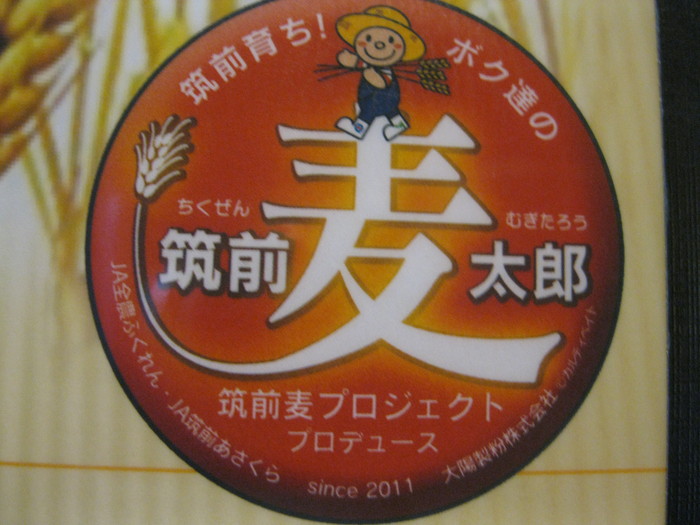 筑前育ち! ボク達の
ちくぜん むぎたろう
筑前麦太郎
筑前麦プロジェクト
プロデュース
JA全農ふくれん・JA筑前あさくら
since 2011
大陽製粉株式会社